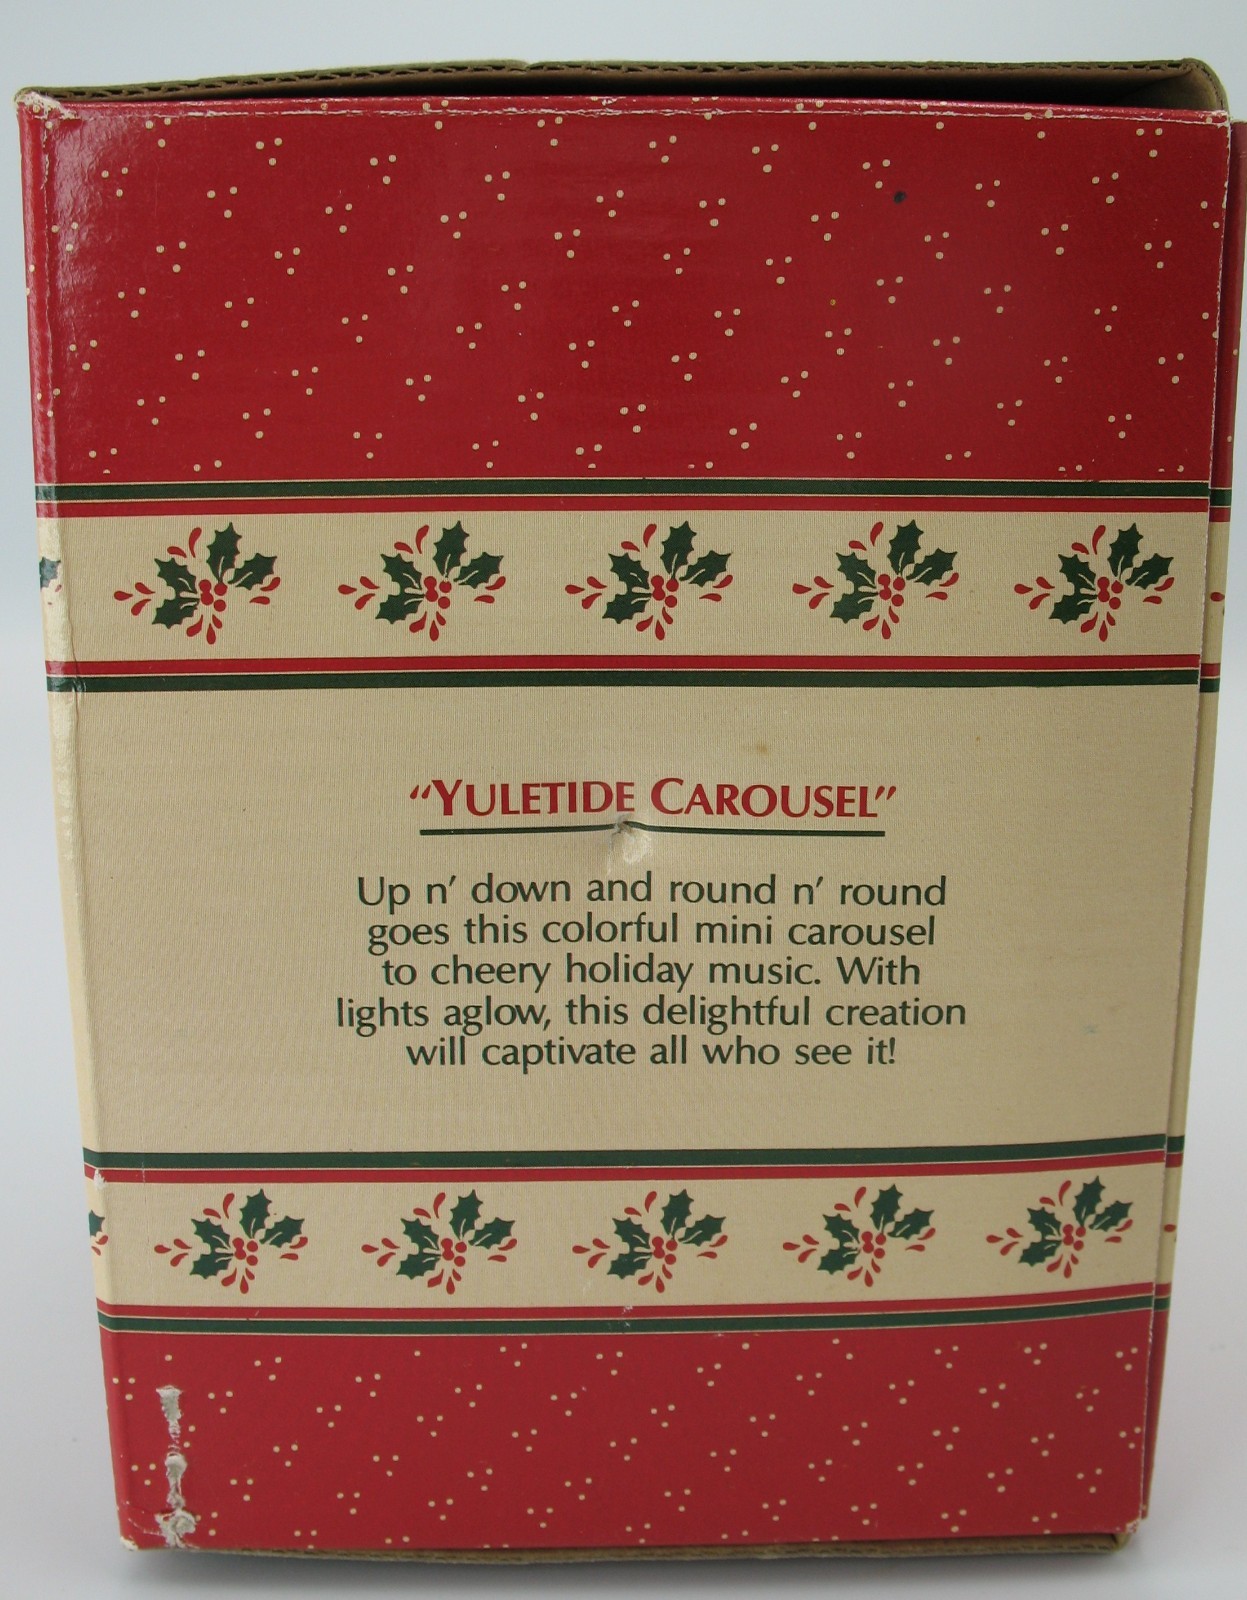 “YULETIDE CAROUSEL”
Up n’ down and round n’ round
goes this colorful mini carousel
to cheery holiday music. With
lights aglow, this delightful creation
will captivate all who see it!